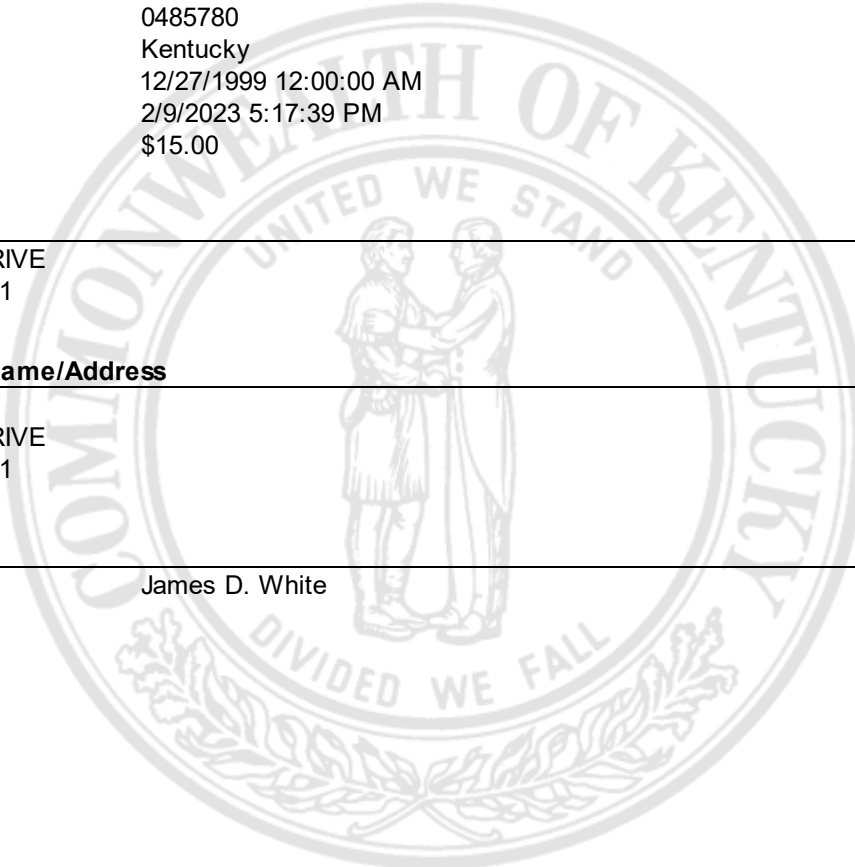 0485780
Kentucky
12/27/1999 12:00:00 AM
2/9/2023 5:17:39 PM
$15.00
RIVE
1
ame/Address
RIVE
1
James D. White
COMMONWEALTH OF KENTUCKY
UNITED WE STAND
DIVIDED WE FALL